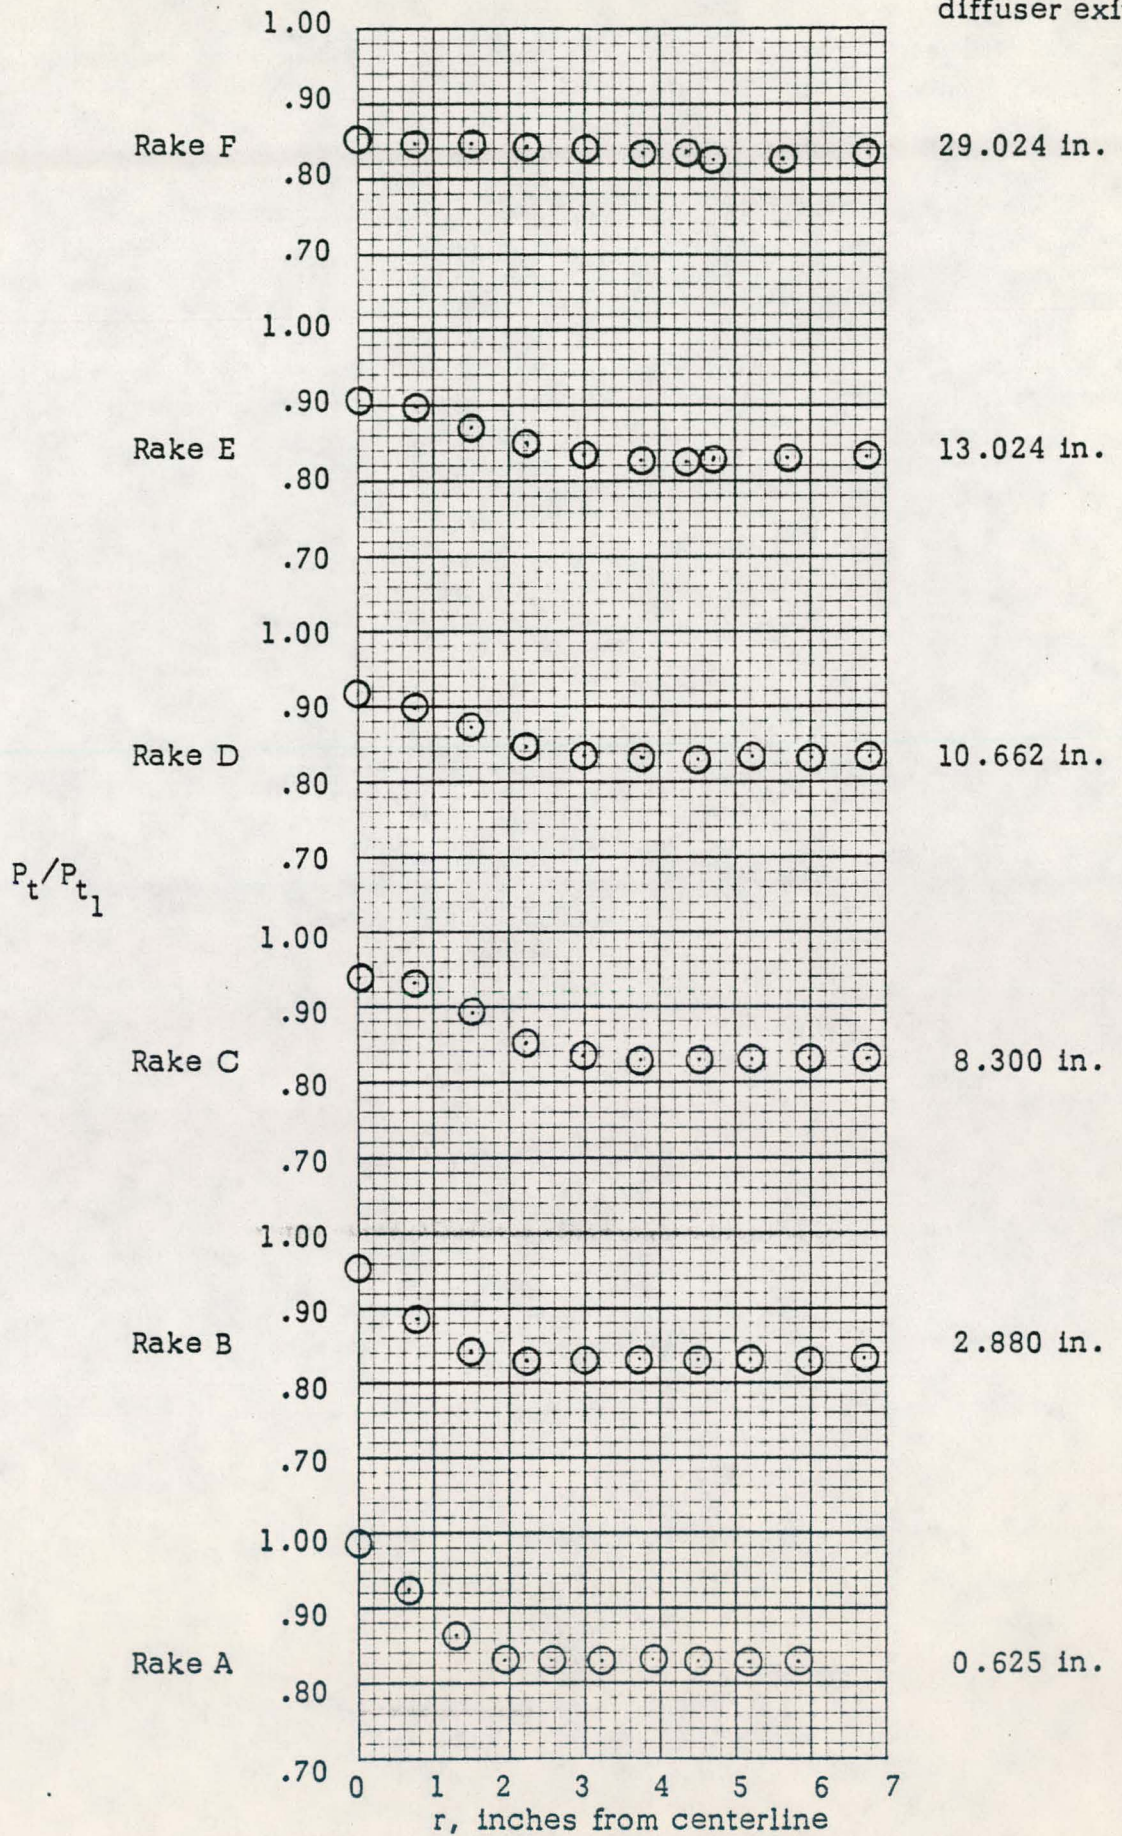 diffuser exi
1.00
.90
Rake F 29.024 in.
.80
.70
1.00
.90
Rake E 13.024 in.
.80
.70
1.00
.90
Rake D 10.662 in.
.80
.70
Pt/Pt1
1.00
.90
Rake C 8.300 in.
.80
.70
1.00
.90
Rake B 2.880 in.
.80
.70
1.00
.90
Rake A 0.625 in.
.80
.70
0 1 2 3 4 5 6 7
r, inches from centerline